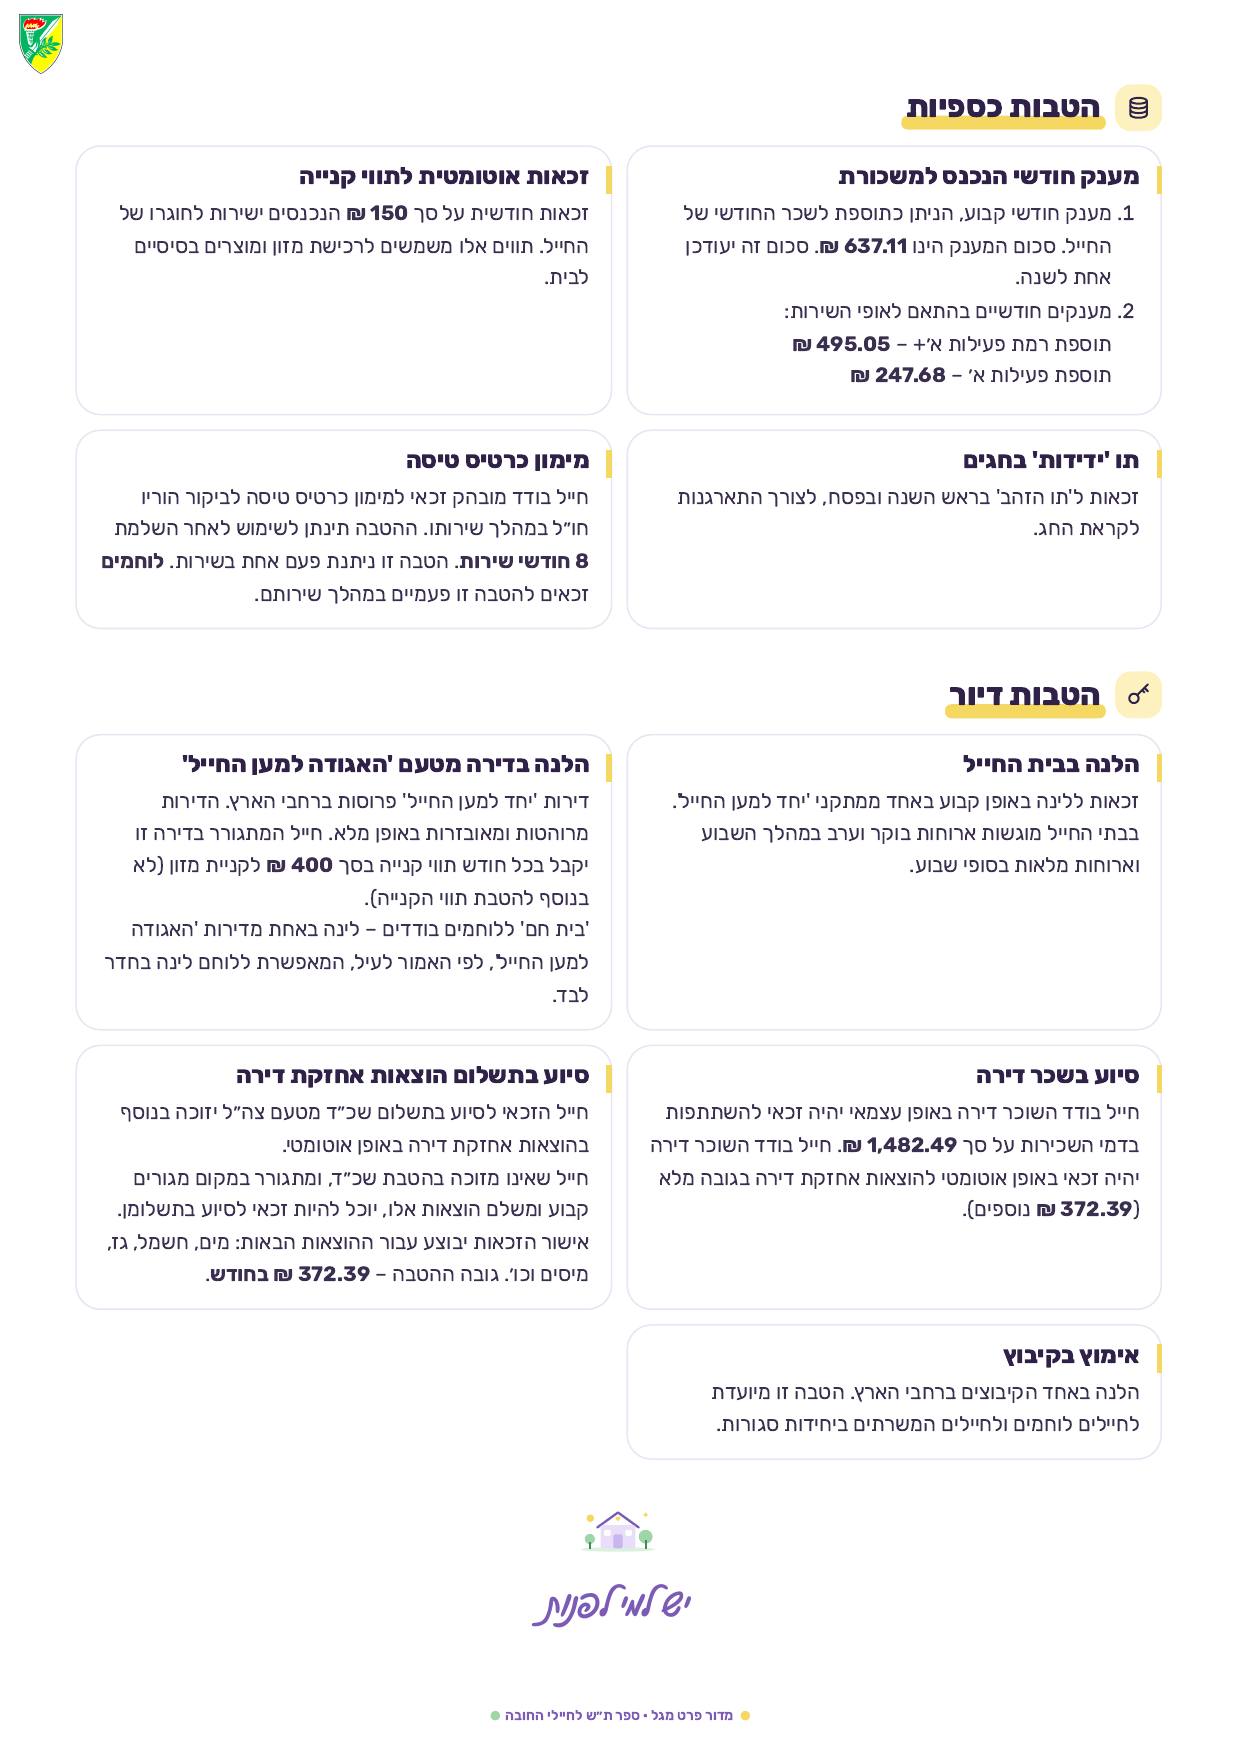 הטבות כספיות
מענק חודשי הנכנס למשכורת
1. מענק חודשי קבוע, הניתן כתוספת לשכר החודשי של
החייל. סכום המענק הינו 637.11 ₪. סכום זה יעודכן
אחת לשנה.
2. מענקים חודשיים בהתאם לאופי השירות:
תוספת רמת פעילות א׳+ – 495.05 ₪
תוספת פעילות א׳ – 247.68 ₪
זכאות אוטומטית לתווי קנייה
זכאות חודשית על סך 150 ₪ הנכנסים ישירות לחוגרו של
החייל. תווים אלו משמשים לרכישת מזון ומוצרים בסיסיים
לבית.
תו 'ידידות' בחגים
זכאות ל'תו הזהב' בראש השנה ובפסח, לצורך התארגנות
לקראת החג.
מימון כרטיס טיסה
חייל בודד מובהק זכאי למימון כרטיס טיסה לביקור הוריו
חו״ל במהלך שירותו. ההטבה תינתן לשימוש לאחר השלמת
8 חודשי שירות. הטבה זו ניתנת פעם אחת בשירות. לוחמים
זכאים להטבה זו פעמיים במהלך שירותם.
הטבות דיור
הלנה בבית החייל
זכאות ללינה באופן קבוע באחד ממתקני 'יחד למען החייל'.
בבתי החייל מוגשות ארוחות בוקר וערב במהלך השבוע
וארוחות מלאות בסופי שבוע.
הלנה בדירה מטעם 'האגודה למען החייל'
דירות 'יחד למען החייל' פרוסות ברחבי הארץ. הדירות
מרוהטות ומאובזרות באופן מלא. חייל המתגורר בדירה זו
יקבל בכל חודש תווי קנייה בסך 400 ₪ לקניית מזון (לא
בנוסף להטבת תווי הקנייה).
'בית חם' ללוחמים בודדים – לינה באחת מדירות 'האגודה
למען החייל', לפי האמור לעיל, המאפשרת ללוחם לינה בחדר
לבד.
סיוע בשכר דירה
חייל בודד השוכר דירה באופן עצמאי יהיה זכאי להשתתפות
בדמי השכירות על סך 1,482.49 ₪. חייל בודד השוכר דירה
יהיה זכאי באופן אוטומטי להוצאות אחזקת דירה בגובה מלא
(372.39 ₪ נוספים).
סיוע בתשלום הוצאות אחזקת דירה
חייל הזכאי לסיוע בתשלום שכ״ד מטעם צה״ל יזוכה בנוסף
בהוצאות אחזקת דירה באופן אוטומטי.
חייל שאינו מזוכה בהטבת שכ״ד, ומתגורר במקום מגורים
קבוע ומשלם הוצאות אלו, יוכל להיות זכאי לסיוע בתשלומן.
אישור הזכאות יבוצע עבור ההוצאות הבאות: מים, חשמל, גז,
מיסים וכו׳. גובה ההטבה – 372.39 ₪ בחודש.
אימוץ בקיבוץ
הלנה באחד הקיבוצים ברחבי הארץ. הטבה זו מיועדת
לחיילים לוחמים ולחיילים המשרתים ביחידות סגורות.
יש למי לפנות
מדור פרט מגל • ספר ת״ש לחיילי החובה